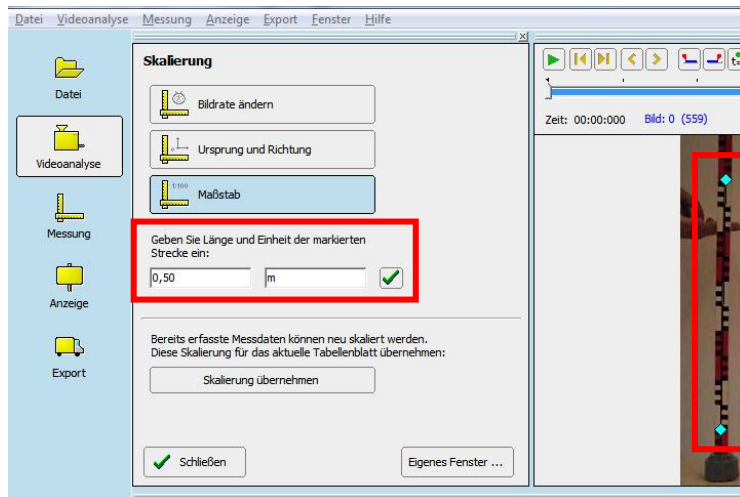 Datei Videoanalyse Messung Anzeige Export Fenster Hilfe
Datei
Videoanalyse
Messung
Anzeige
Export
Skalierung
Bildrate ändern
Ursprung und Richtung
1:100
Maßstab
Geben Sie Länge und Einheit der markierten
Strecke ein:
0,50 m
Bereits erfasste Messdaten können neu skaliert werden.
Diese Skalierung für das aktuelle Tabellenblatt übernehmen:
Skalierung übernehmen
Schließen
Eigenes Fenster ...
t=
Zeit: 00:00:000 Bild: 0 (559)